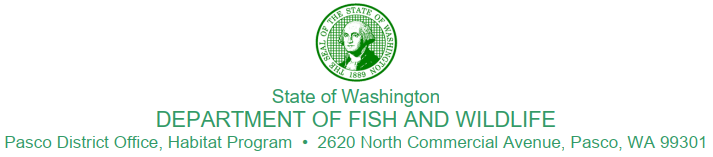 THE SEAL OF THE STATE OF WASHINGTON
1889
State of Washington
DEPARTMENT OF FISH AND WILDLIFE
Pasco District Office, Habitat Program • 2620 North Commercial Avenue, Pasco, WA 99301